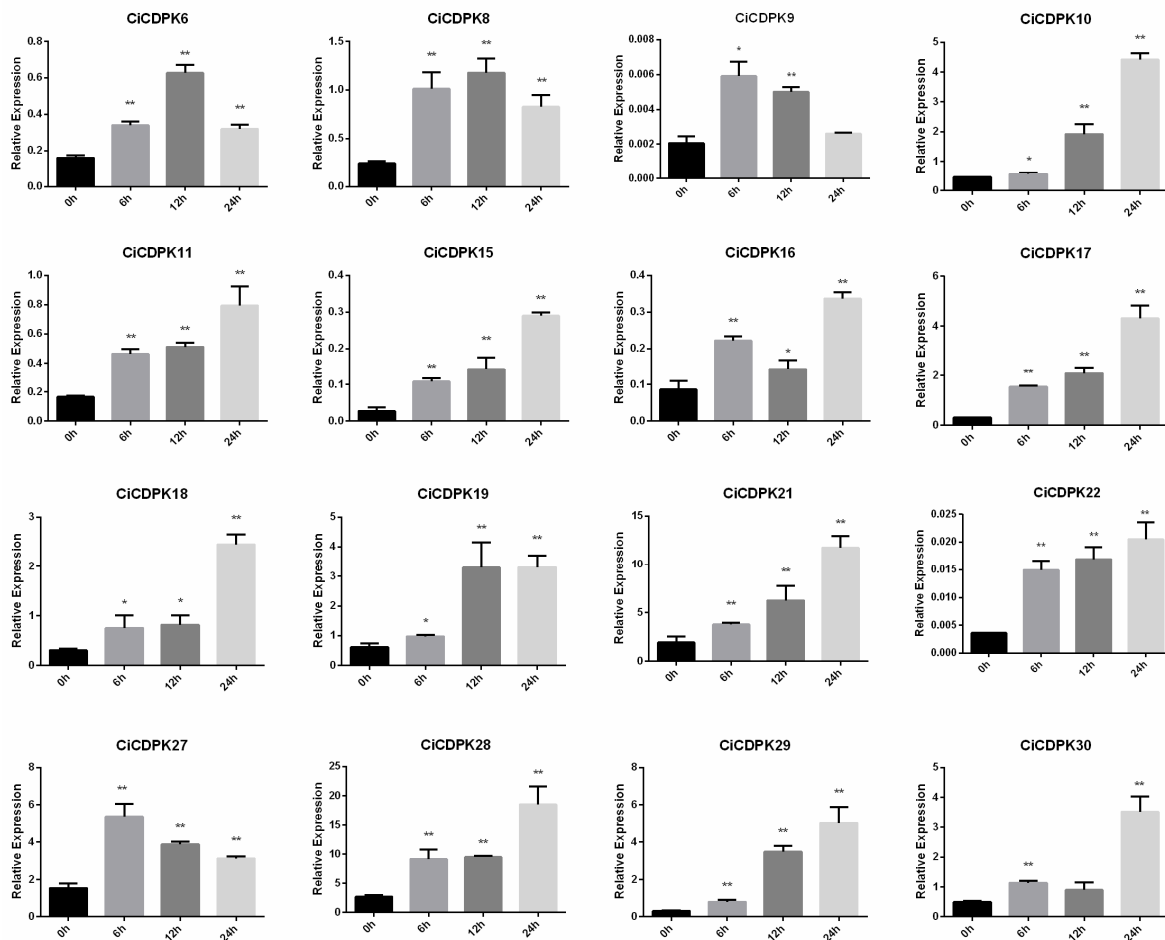 CiCDPK6
Relative Expression
0.8
0.6
0.4
0.2
0.0
**
**
**
0h
6h
12h
24h
CiCDPK8
Relative Expression
1.5
1.0
0.5
0.0
**
**
**
0h
6h
12h
24h
CiCDPK9
Relative Expression
0.008
0.006
0.004
0.002
0.000
*
**
0h
6h
12h
24h
CiCDPK10
Relative Expression
5
4
3
2
1
0
*
**
**
0h
6h
12h
24h
CiCDPK11
Relative Expression
1.0
0.8
0.6
0.4
0.2
0.0
**
**
**
0h
6h
12h
24h
CiCDPK15
Relative Expression
0.4
0.3
0.2
0.1
0.0
**
**
**
0h
6h
12h
24h
CiCDPK16
Relative Expression
0.4
0.3
0.2
0.1
0.0
**
*
**
0h
6h
12h
24h
CiCDPK17
Relative Expression
6
4
2
0
**
**
**
0h
6h
12h
24h
CiCDPK18
Relative Expression
3
2
1
0
*
*
**
0h
6h
12h
24h
CiCDPK19
Relative Expression
5
4
3
2
1
0
*
**
**
0h
6h
12h
24h
CiCDPK21
Relative Expression
15
10
5
0
**
**
**
0h
6h
12h
24h
CiCDPK22
Relative Expression
0.025
0.020
0.015
0.010
0.005
0.000
**
**
**
0h
6h
12h
24h
CiCDPK27
Relative Expression
8
6
4
2
0
**
**
**
0h
6h
12h
24h
CiCDPK28
Relative Expression
25
20
15
10
5
0
**
**
**
0h
6h
12h
24h
CiCDPK29
Relative Expression
8
6
4
2
0
**
**
**
0h
6h
12h
24h
CiCDPK30
Relative Expression
5
4
3
2
1
0
**
**
0h
6h
12h
24h